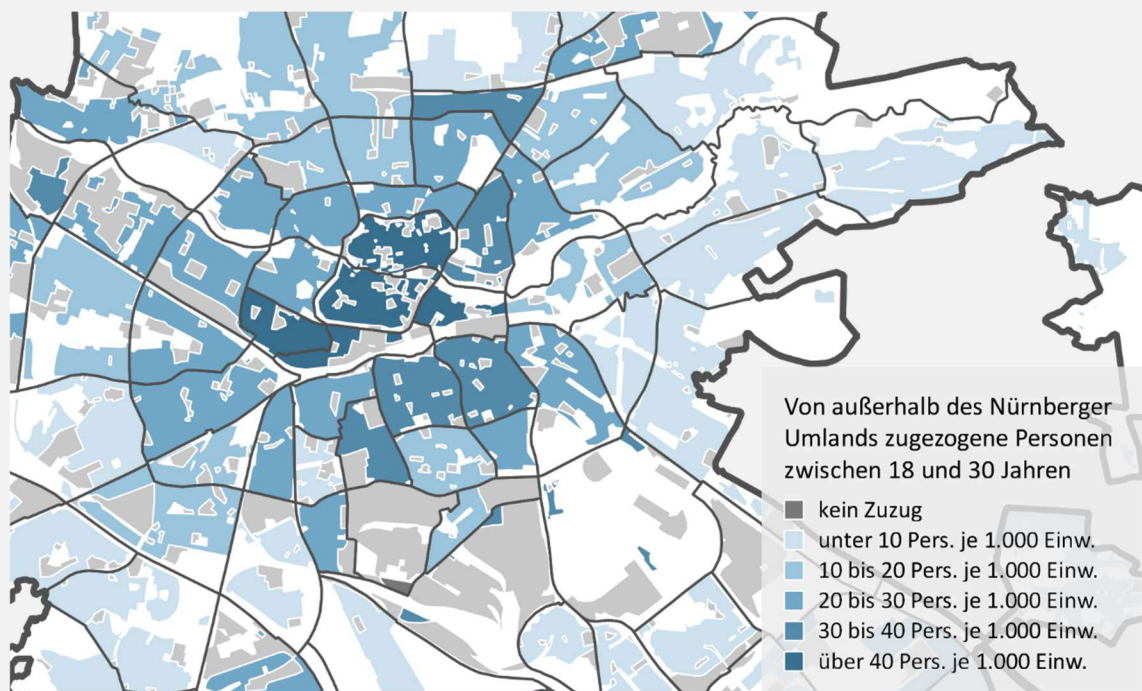 Von außerhalb des Nürnberger
Umlands zugezogene Personen
zwischen 18 und 30 Jahren
kein Zuzug
unter 10 Pers. je 1.000 Einw.
10 bis 20 Pers. je 1.000 Einw.
20 bis 30 Pers. je 1.000 Einw.
30 bis 40 Pers. je 1.000 Einw.
über 40 Pers. je 1.000 Einw.